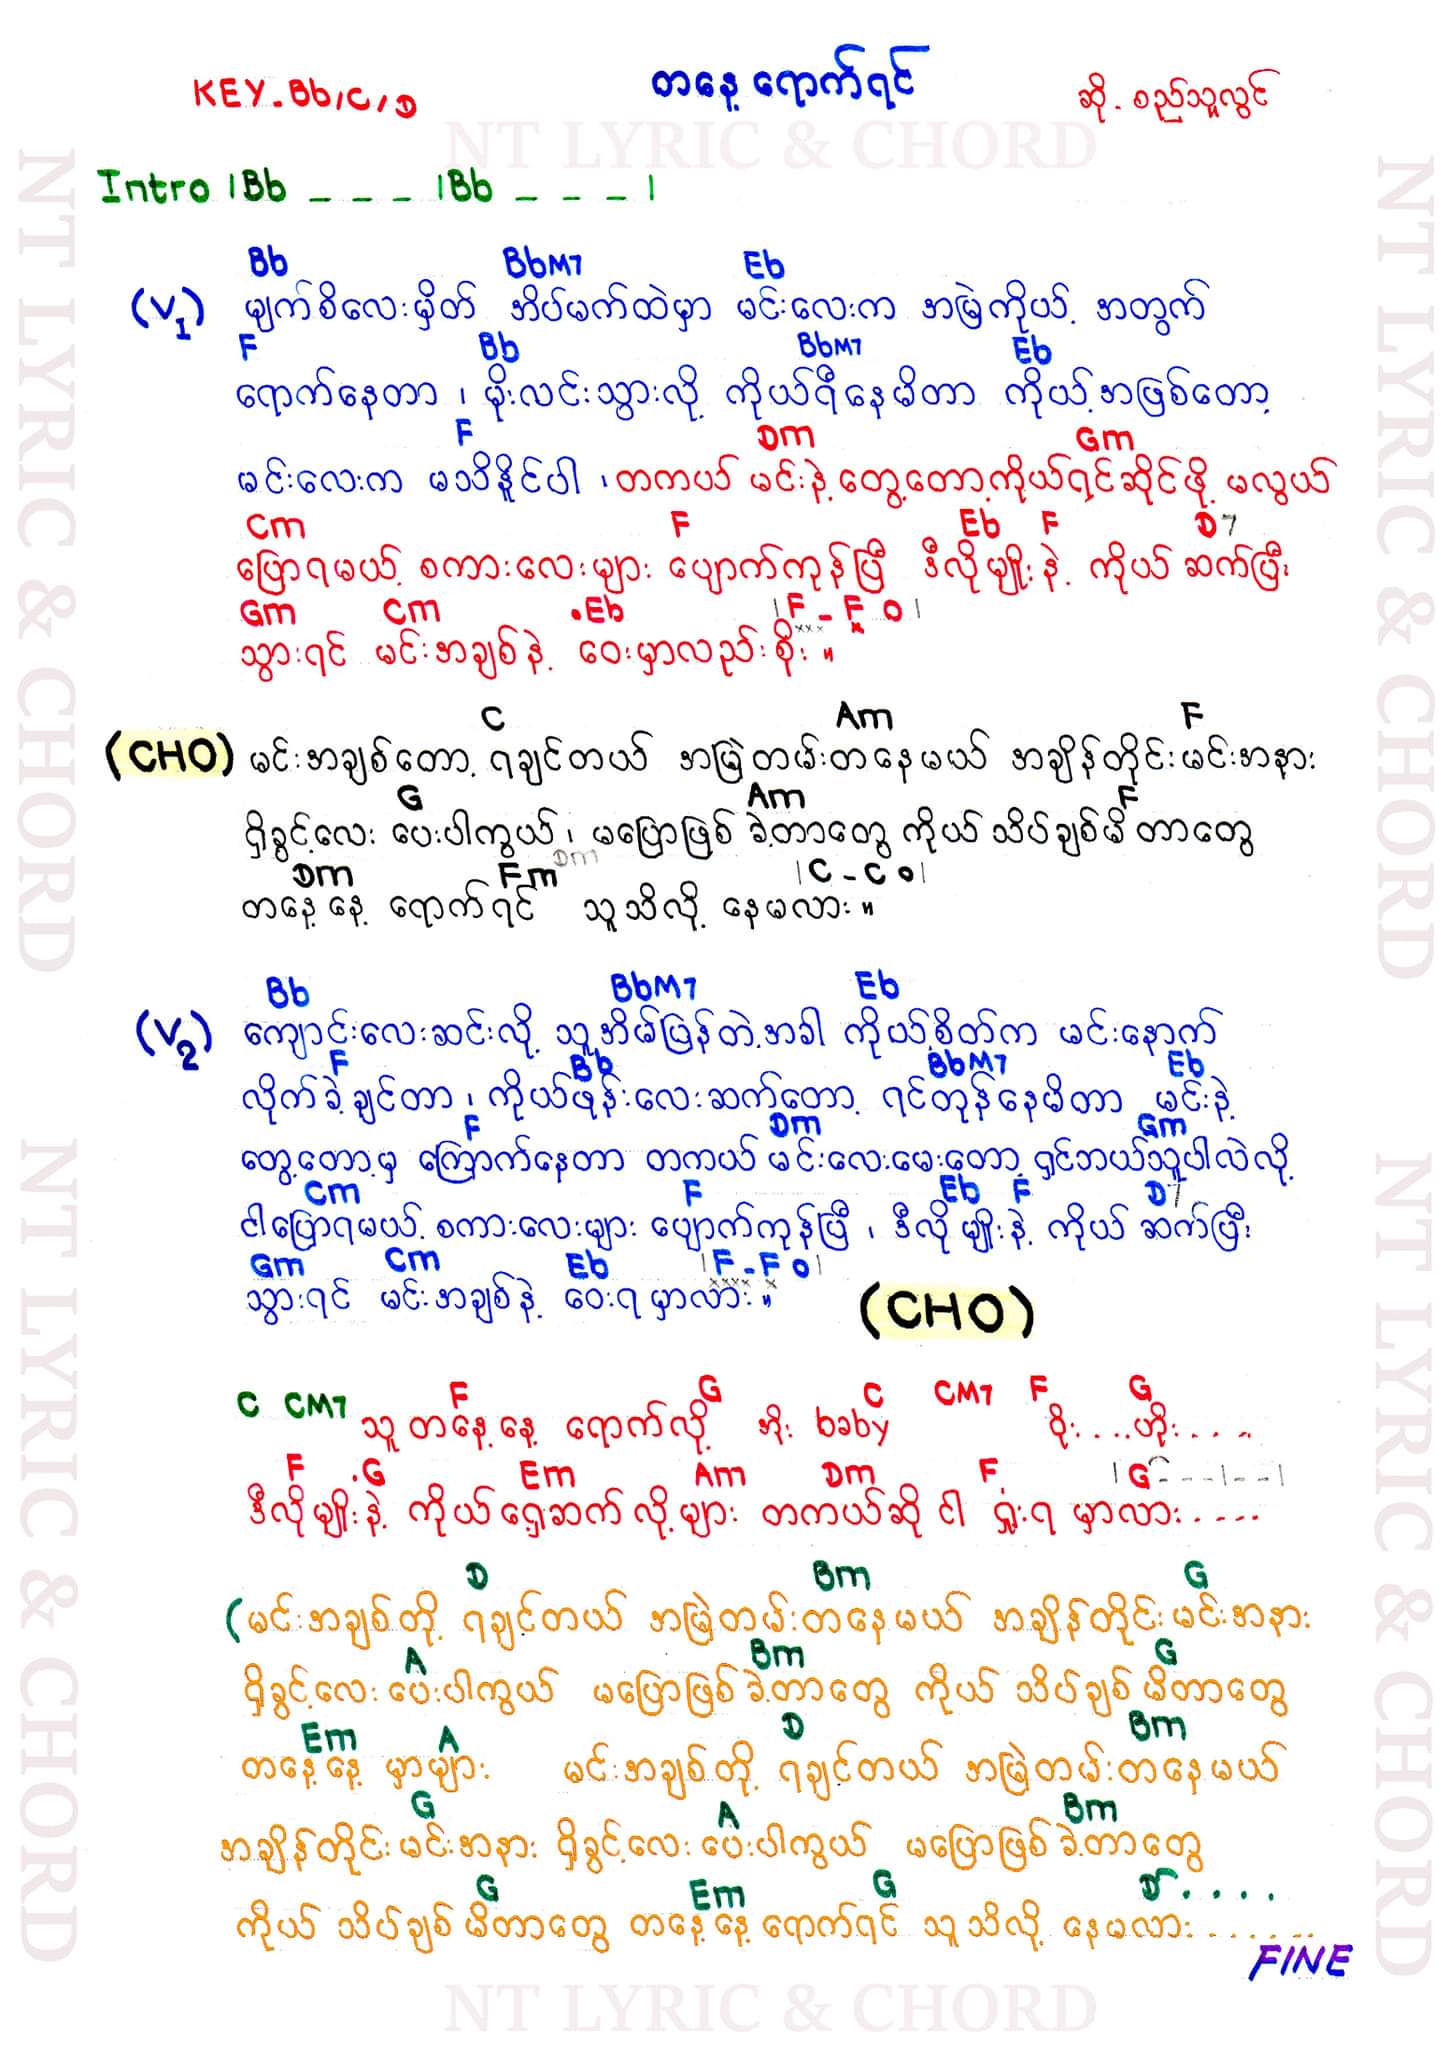 KEY-Bb/C/D တနေ့ ရောက်ရင် ဆို - စည်သူလွင်
NT LYRIC & CHORD
Intro |Bb _ _ _ |Bb _ _ _ |
Bb BbM7 Eb
(V1) မျက်စိလေးမှိတ် အိပ်မက်ထဲမှာ မင်းလေးက အမြဲကိုယ့် အတွက်
F Bb BbM7 Eb
ရောက်နေတာ ၊ မိုးလင်းသွားလို့ ကိုယ်ရီနေမိတာ ကိုယ့်အဖြစ်တော့
F Dm Gm
မင်းလေးက မသိနိူင်ပါ ၊ တကယ် မင်းနဲ့တွေ့တော့ကိုယ်ရင်ဆိုင်ဖို့ မလွယ်
Cm F Eb F D7
ပြောရမယ့် စကားလေးများ ပျောက်ကုန်ပြီ ဒီလိုမျိုးနဲ့ ကိုယ် ဆက်ပြီး
Gm Cm .Eb |F - F 0|
သွားရင် မင်းအချစ်နဲ့ ဝေးမှာလည်းစိုး ။
C Am F
(CHO) မင်းအချစ်တော့ ရချင်တယ် အမြဲတမ်းတနေမယ် အချိန်တိုင်းမင်းအနား
G Am F
ရှိခွင့်လေး ပေးပါကွယ် ၊ မပြောဖြစ် ခဲ့တာတွေ ကိုယ် သိပ်ချစ်မိ တာတွေ
Dm Fm Dm |C - C 0|
တနေ့နေ့ ရောက်ရင် သူသိလို့ နေမလား ။
Bb BbM7 Eb
(V2) ကျောင်းလေးဆင်းလို့ သူအိမ်ပြန်တဲ့အခါ ကိုယ့်စိတ်က မင်းနောက်
F Bb BbM7 Eb
လိုက်ခဲ့ချင်တာ ၊ ကိုယ်ဖုန်းလေးဆက်တော့ ရင်တုန်နေမိတာ မင်းနဲ့
F Dm Gm
တွေ့တော့မှ ကြောက်နေတာ တကယ် မင်းလေးမေးတော့ ရှင်ဘယ်သူပါလဲလို့
Cm F Eb F D7
ငါပြောရမယ့် စကားလေးများ ပျောက်ကုန်ပြီ ၊ ဒီလိုမျိုးနဲ့ ကိုယ် ဆက်ပြီး
Gm Cm Eb |F - F 0|
သွားရင် မင်းအချစ်နဲ့ ဝေးရမှာလား ။ (CHO)
C CM7 F G C CM7 F G
သူ တနေ့နေ့ ရောက်လို့ အိုး baby ဝိုး....ဟိုး....
F .G Em Am Dm F |G - - - | - - |
ဒီလိုမျိုးနဲ့ ကိုယ်ရှေ့ဆက်လို့များ တကယ်ဆို ငါ ရှုံးရ မှာလား.....
D Bm G
(မင်းအချစ်တို့ ရချင်တယ် အမြဲတမ်းတနေမယ် အချိန်တိုင်းမင်းအနား
A Bm G
ရှိခွင့်လေးပေးပါကွယ် မပြောဖြစ်ခဲ့တာတွေ ကိုယ် သိပ်ချစ်မိတာတွေ
Em A D Bm
တနေ့နေ့ မှာများ မင်းအချစ်တို့ ရချင်တယ် အမြဲတမ်းတနေမယ်
G A Bm
အချိန်တိုင်းမင်းအနား ရှိခွင့်လေးပေးပါကွယ် မပြောဖြစ်ခဲ့တာတွေ
G Em G D....
ကိုယ် သိပ်ချစ်မိတာတွေ တနေ့နေ့ရောက်ရင် သူသိလို့ နေမလား.......
FINE
NT LYRIC & CHORD
NT LYRIC & CHORD
NT LYRIC & CHORD
NT LYRIC & CHORD
NT LYRIC & CHORD